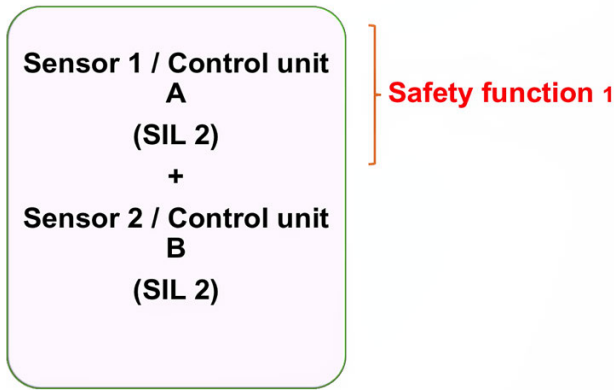 Sensor 1 / Control unit
A
(SIL 2)
+
Sensor 2 / Control unit
B
(SIL 2)
Safety function 1